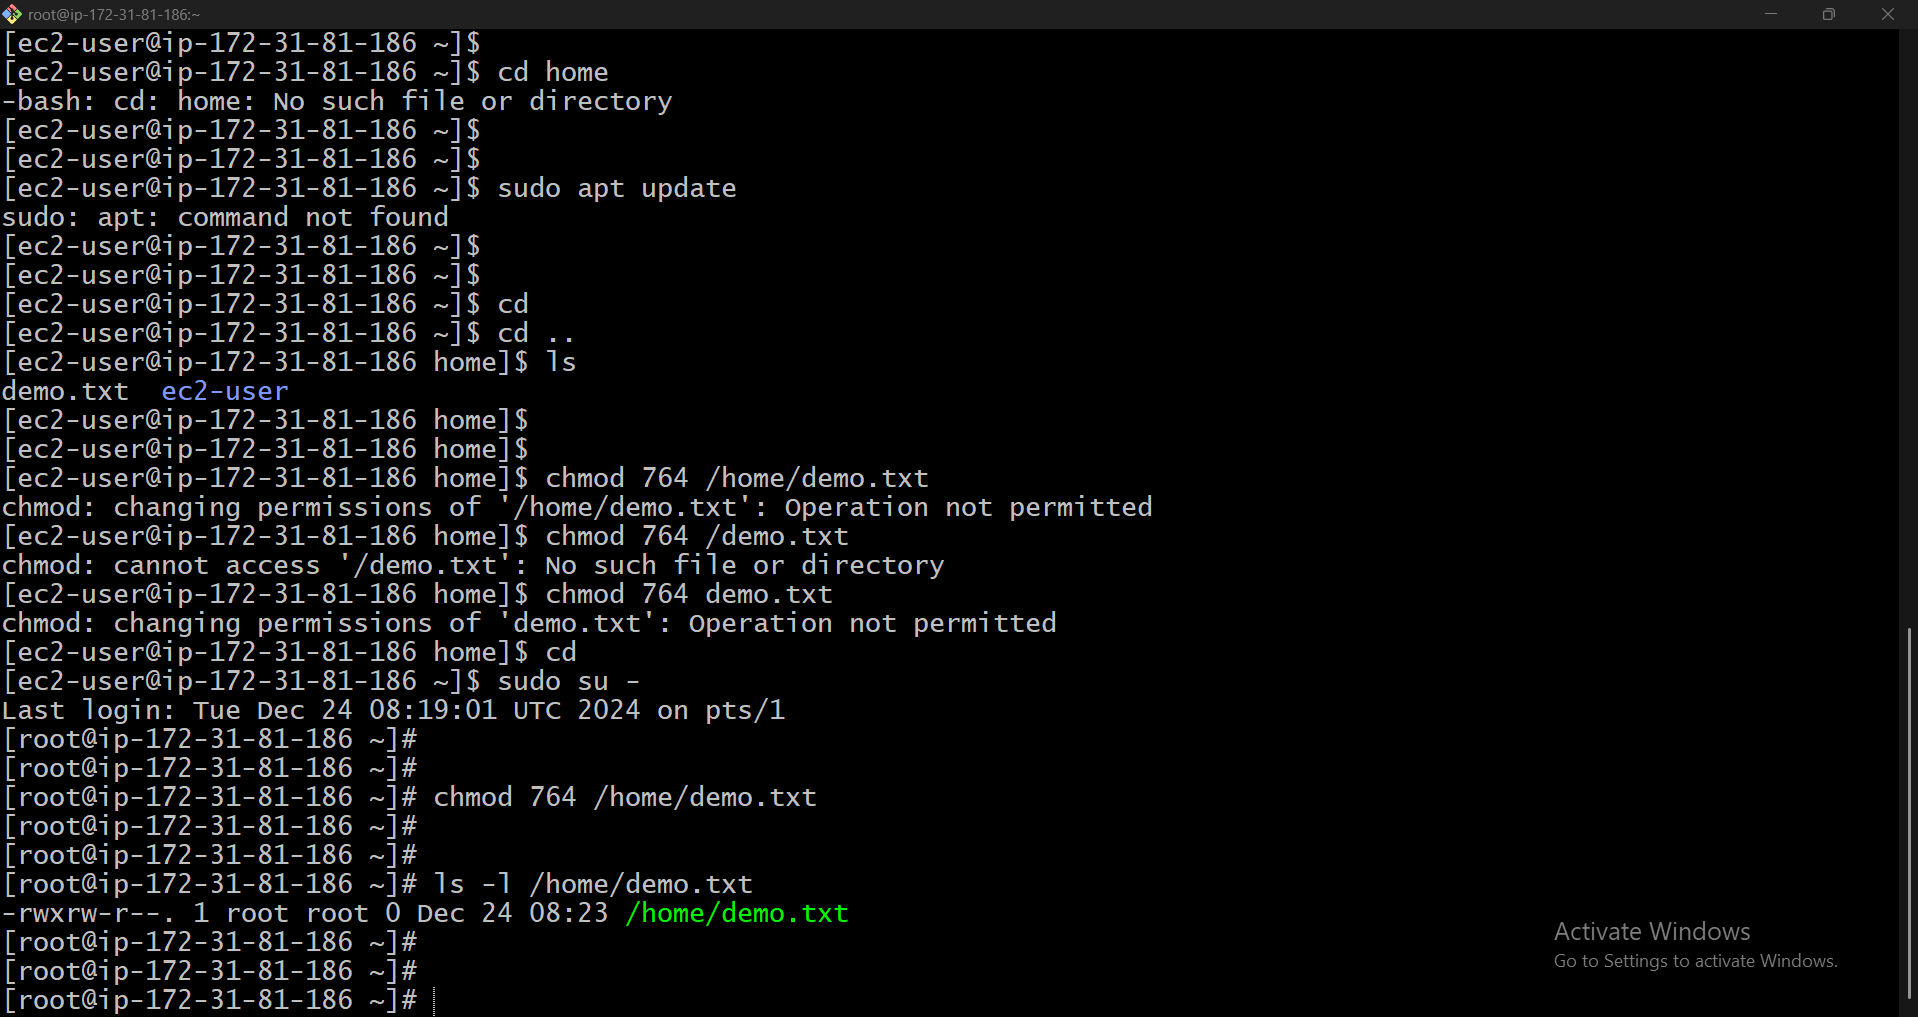 root@ip-172-31-81-186:~
[ec2-user@ip-172-31-81-186 ~]$
[ec2-user@ip-172-31-81-186 ~]$ cd home
-bash: cd: home: No such file or directory
[ec2-user@ip-172-31-81-186 ~]$
[ec2-user@ip-172-31-81-186 ~]$
[ec2-user@ip-172-31-81-186 ~]$ sudo apt update
sudo: apt: command not found
[ec2-user@ip-172-31-81-186 ~]$
[ec2-user@ip-172-31-81-186 ~]$
[ec2-user@ip-172-31-81-186 ~]$ cd
[ec2-user@ip-172-31-81-186 ~]$ cd ..
[ec2-user@ip-172-31-81-186 home]$ ls
demo.txt  ec2-user
[ec2-user@ip-172-31-81-186 home]$
[ec2-user@ip-172-31-81-186 home]$
[ec2-user@ip-172-31-81-186 home]$ chmod 764 /home/demo.txt
chmod: changing permissions of '/home/demo.txt': Operation not permitted
[ec2-user@ip-172-31-81-186 home]$ chmod 764 /demo.txt
chmod: cannot access '/demo.txt': No such file or directory
[ec2-user@ip-172-31-81-186 home]$ chmod 764 demo.txt
chmod: changing permissions of 'demo.txt': Operation not permitted
[ec2-user@ip-172-31-81-186 home]$ cd
[ec2-user@ip-172-31-81-186 ~]$ sudo su -
Last login: Tue Dec 24 08:19:01 UTC 2024 on pts/1
[root@ip-172-31-81-186 ~]#
[root@ip-172-31-81-186 ~]#
[root@ip-172-31-81-186 ~]# chmod 764 /home/demo.txt
[root@ip-172-31-81-186 ~]#
[root@ip-172-31-81-186 ~]#
[root@ip-172-31-81-186 ~]# ls -l /home/demo.txt
-rwxrw-r--. 1 root root 0 Dec 24 08:23 /home/demo.txt
[root@ip-172-31-81-186 ~]#
[root@ip-172-31-81-186 ~]#
[root@ip-172-31-81-186 ~]#
Activate Windows
Go to Settings to activate Windows.